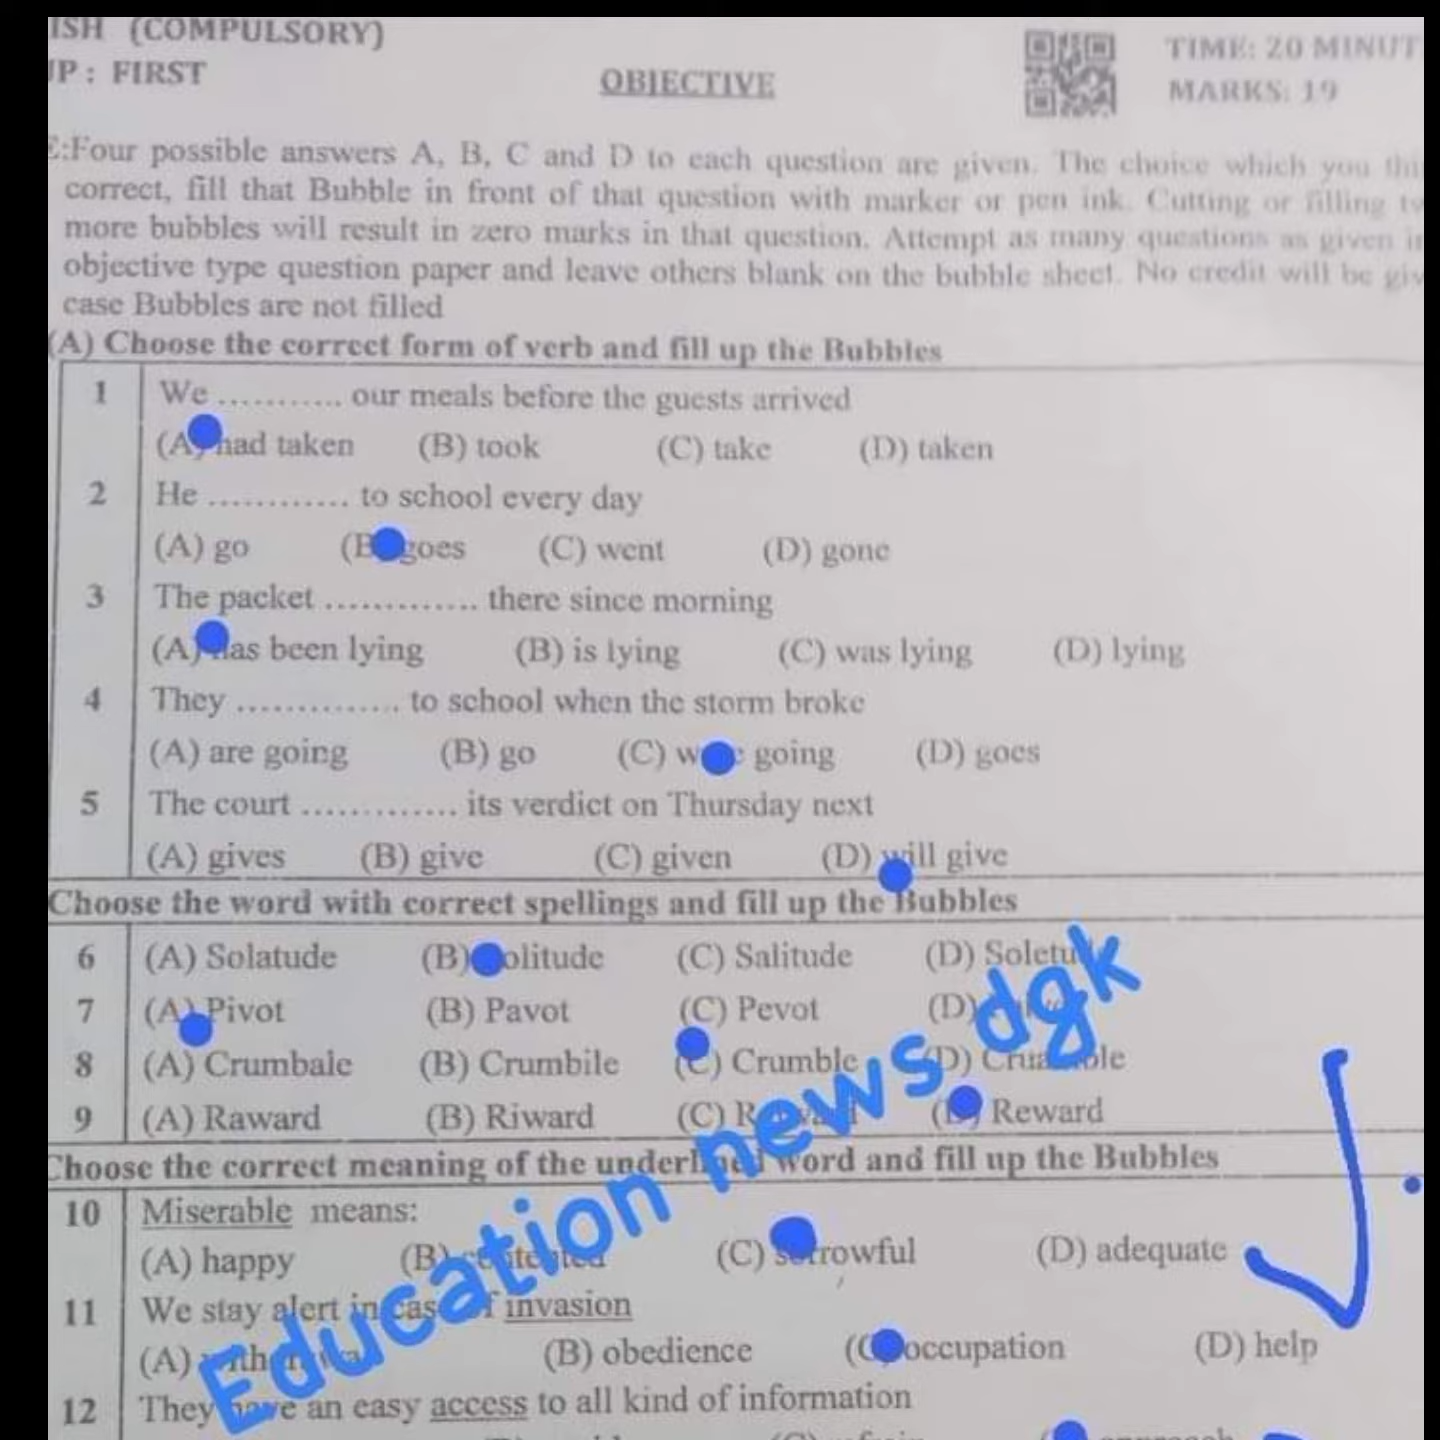 ISH (COMPULSORY)
TIME: 20 MINUT
UP : FIRST
OBJECTIVE
MARKS: 19
E:Four possible answers A, B, C and D to each question are given. The choice which you thi
correct, fill that Bubble in front of that question with marker or pen ink. Cutting or filling tw
more bubbles will result in zero marks in that question. Attempt as many questions as given in
objective type question paper and leave others blank on the bubble sheet. No credit will be giv
case Bubbles are not filled
(A) Choose the correct form of verb and fill up the Bubbles
1 We ........... our meals before the guests arrived
(A) had taken (B) took (C) take (D) taken
2 He ............ to school every day
(A) go (B) goes (C) went (D) gone
3 The packet ............. there since morning
(A) has been lying (B) is lying (C) was lying (D) lying
4 They .............. to school when the storm broke
(A) are going (B) go (C) were going (D) goes
5 The court ............. its verdict on Thursday next
(A) gives (B) give (C) given (D) will give
Choose the word with correct spellings and fill up the Bubbles
6 (A) Solatude (B) Solitude (C) Salitude (D) Soletude
7 (A) Pivot (B) Pavot (C) Pevot (D)
8 (A) Crumbale (B) Crumbile (C) Crumble (D)
9 (A) Raward (B) Riward (C) (D) Reward
Choose the correct meaning of the underlined word and fill up the Bubbles
10 Miserable means:
(A) happy (B) contented (C) sorrowful (D) adequate
11 We stay alert in case of invasion
(A) (B) obedience (C) occupation (D) help
12 They have an easy access to all kind of information
approach
Education news dgk